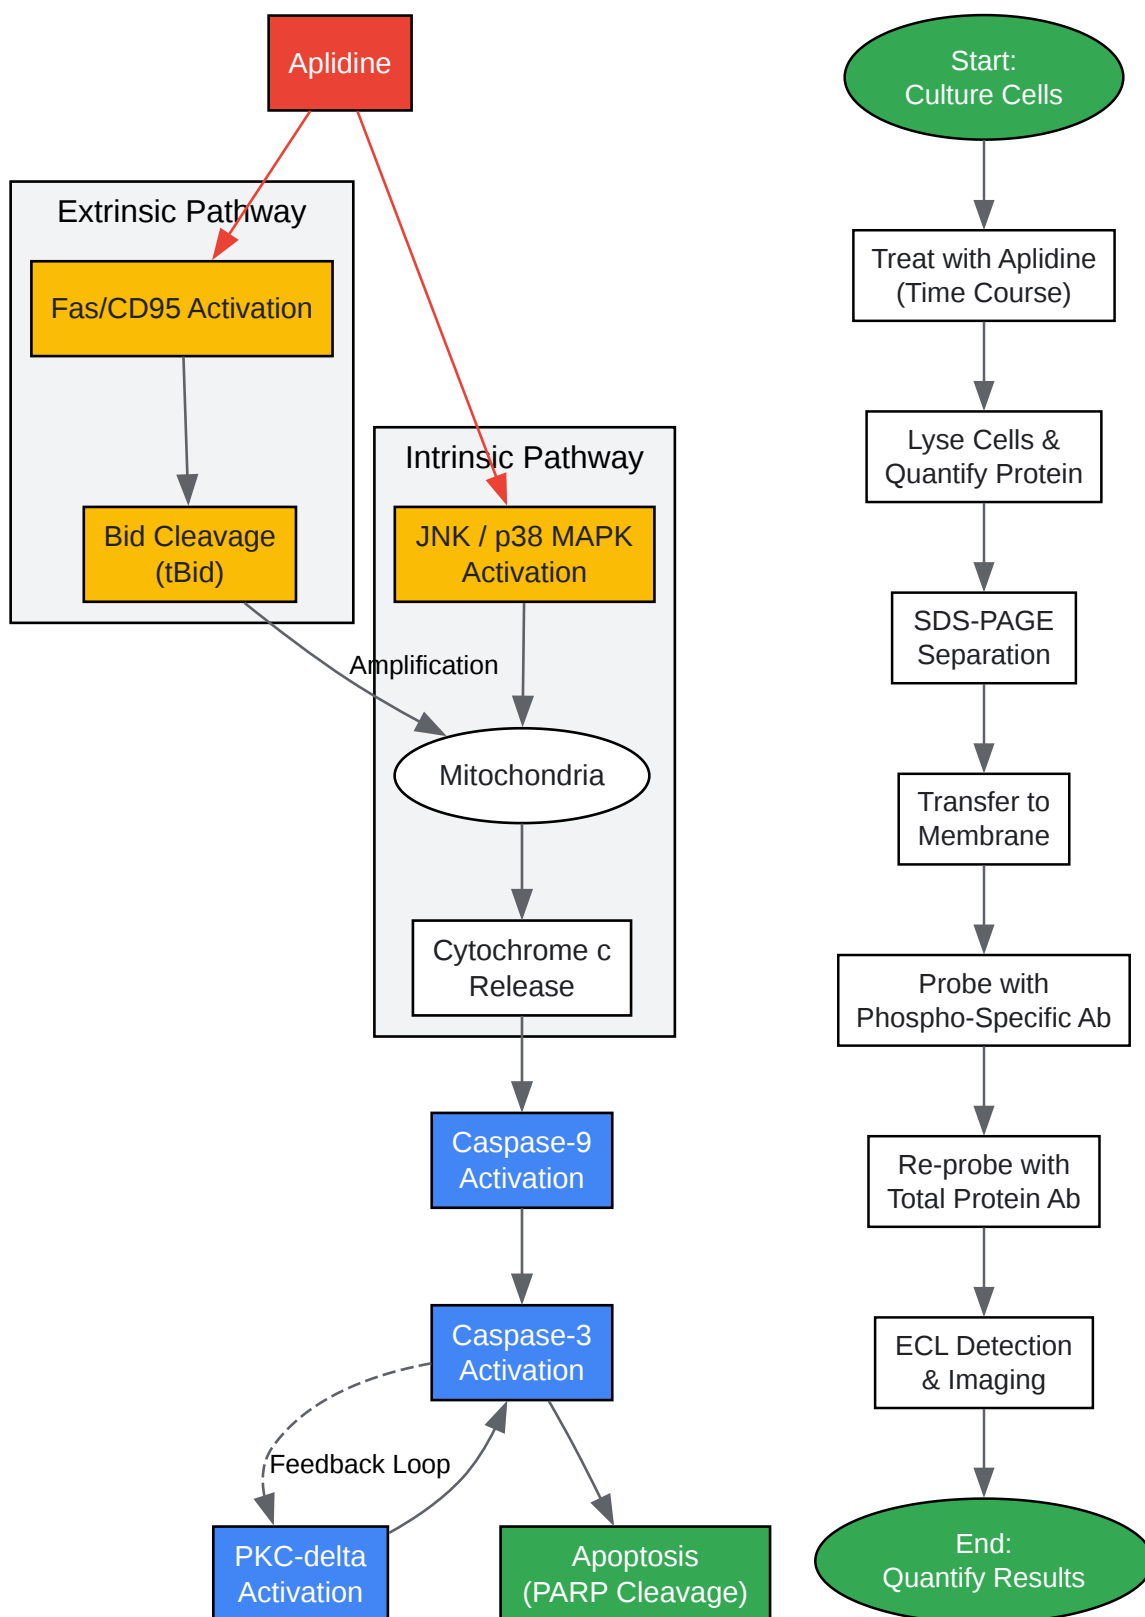 Aplidine
Extrinsic Pathway
Fas/CD95 Activation
Bid Cleavage
(tBid)
Intrinsic Pathway
JNK / p38 MAPK
Activation
Amplification
Mitochondria
Cytochrome c
Release
Caspase-9
Activation
Caspase-3
Activation
Feedback Loop
PKC-delta
Activation
Apoptosis
(PARP Cleavage)
Start:
Culture Cells
Treat with Aplidine
(Time Course)
Lyse Cells &
Quantify Protein
SDS-PAGE
Separation
Transfer to
Membrane
Probe with
Phospho-Specific Ab
Re-probe with
Total Protein Ab
ECL Detection
& Imaging
End:
Quantify Results